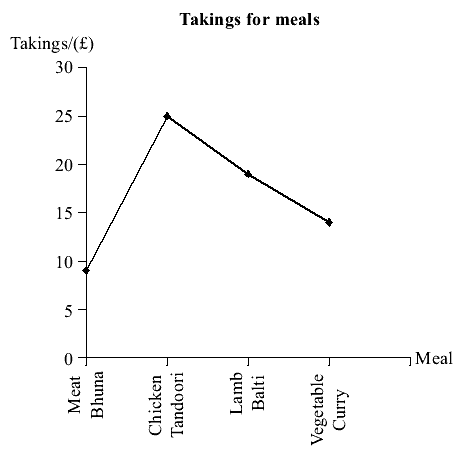 Takings for meals
Takings/(£)
30
25
20
15
10
5
0
Meal
Meat
Bhuna
Chicken
Tandoori
Lamb
Balti
Vegetable
Curry